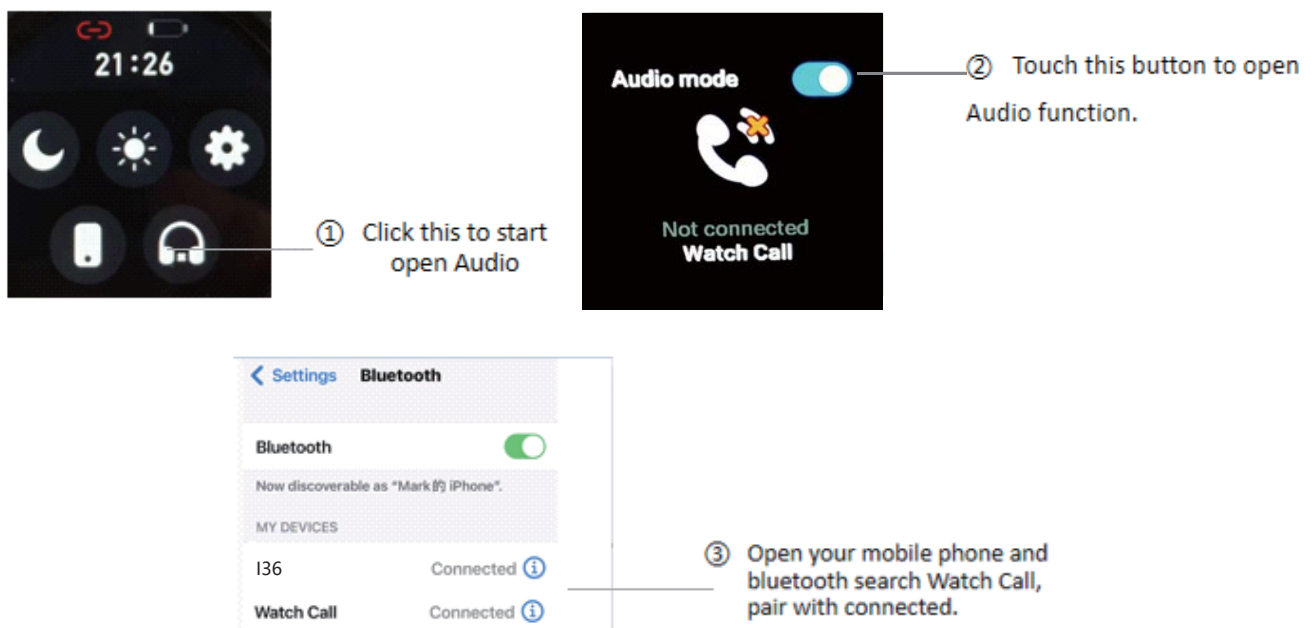 21:26
① Click this to start
open Audio
Audio mode
Not connected
Watch Call
② Touch this button to open
Audio function.
Settings Bluetooth
Bluetooth
Now discoverable as "Mark的 iPhone".
MY DEVICES
I36 Connected
Watch Call Connected
③ Open your mobile phone and
bluetooth search Watch Call,
pair with connected.